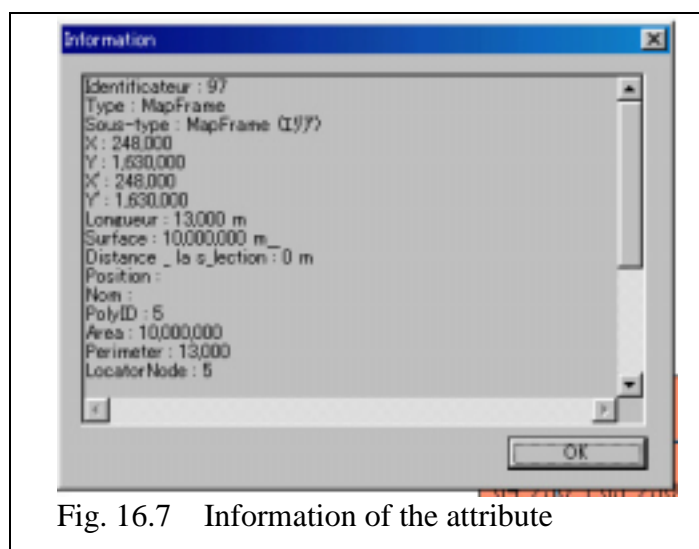 Information
Identificateur : 97
Type : MapFrame
Sous-type : MapFrame (エリア)
X : 248,000
Y : 1,630,000
X' : 248,000
Y' : 1,630,000
Longueur : 13,000 m
Surface : 10,000,000 m_
Distance _ la s_lection : 0 m
Position :
Nom :
PolyID : 5
Area : 10,000,000
Perimeter : 13,000
LocatorNode : 5
OK
Fig. 16.7 Information of the attribute